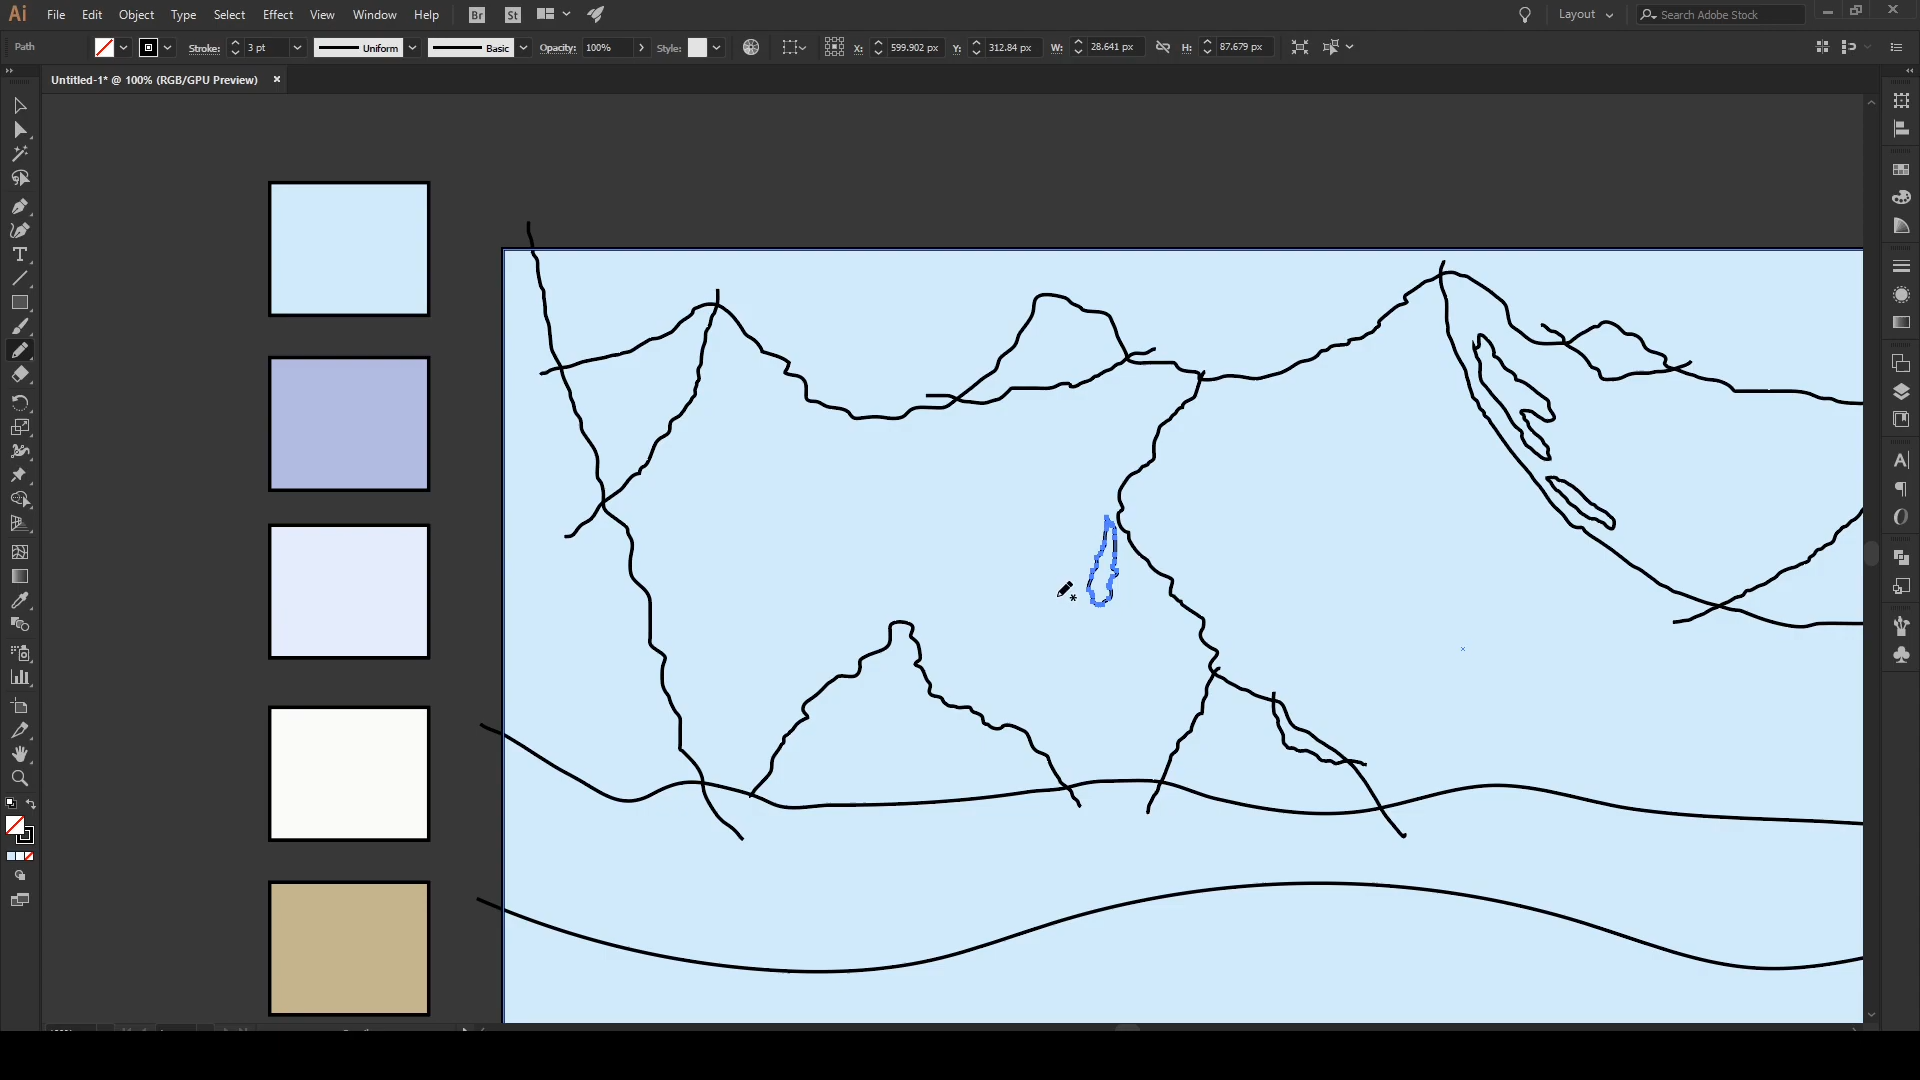 Ai File Edit Object Type Select Effect View Window Help Br St Layout Search Adobe Stock
Path Stroke: 3 pt Uniform Basic Opacity: 100% Style: X: 599.902 px Y: 312.84 px W: 28.641 px H: 87.679 px
Untitled-1* @ 100% (RGB/GPU Preview)